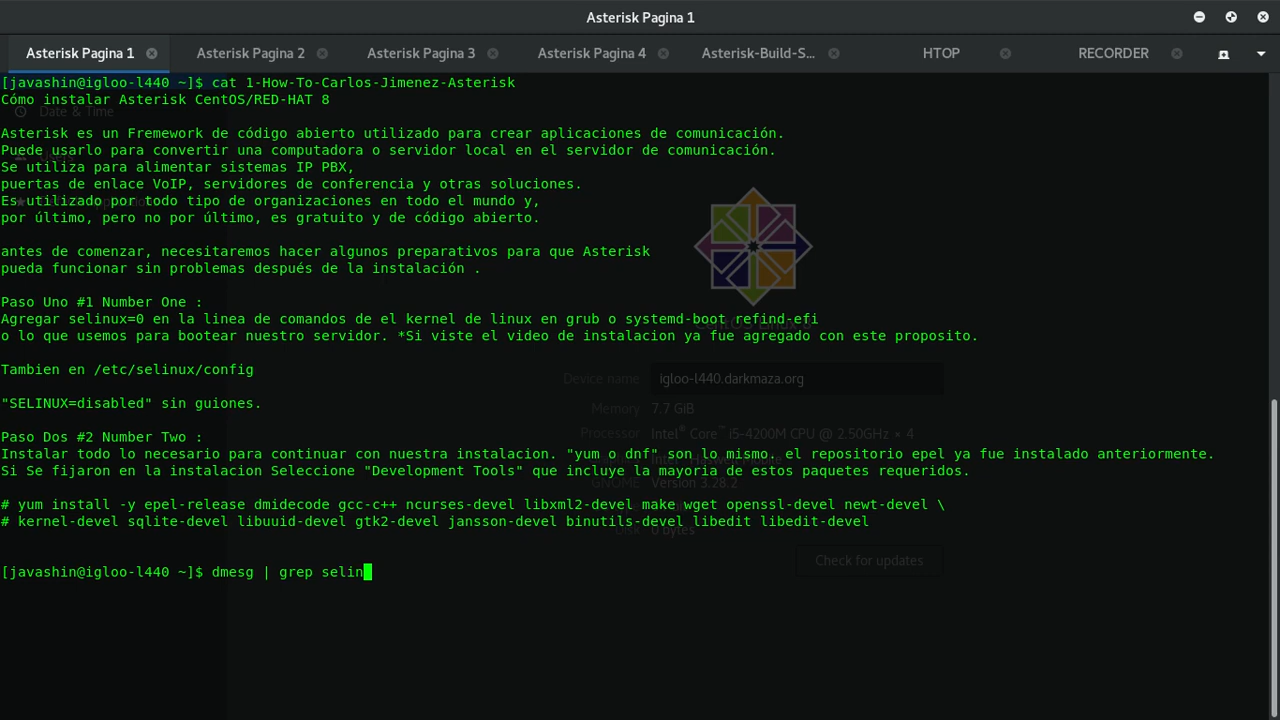 Asterisk Pagina 1
Asterisk Pagina 1
Asterisk Pagina 2
Asterisk Pagina 3
Asterisk Pagina 4
Asterisk-Build-S...
HTOP
RECORDER
[javashin@igloo-l440 ~]$ cat 1-How-To-Carlos-Jimenez-Asterisk
Cómo instalar Asterisk CentOS/RED-HAT 8
Date & Time
Asterisk es un Fremework de código abierto utilizado para crear aplicaciones de comunicación.
Puede usarlo para convertir una computadora o servidor local en el servidor de comunicación.
Se utiliza para alimentar sistemas IP PBX,
puertas de enlace VoIP, servidores de conferencia y otras soluciones.
Es utilizado por todo tipo de organizaciones en todo el mundo y,
por último, pero no por último, es gratuito y de código abierto.
antes de comenzar, necesitaremos hacer algunos preparativos para que Asterisk
pueda funcionar sin problemas después de la instalación .
Paso Uno #1 Number One :
Agregar selinux=0 en la linea de comandos de el kernel de linux en grub o systemd-boot refind-efi
o lo que usemos para bootear nuestro servidor. *Si viste el video de instalacion ya fue agregado con este proposito.
Tambien en /etc/selinux/config
Device name
igloo-l440.darkmaza.org
"SELINUX=disabled" sin guiones.
Memory
7,7 GiB
Paso Dos #2 Number Two :
Processor
Intel® Core™ i5-4200M CPU @ 2.50GHz × 4
Instalar todo lo necesario para continuar con nuestra instalacion. "yum o dnf" son lo mismo. el repositorio epel ya fue instalado anteriormente.
Si Se fijaron en la instalacion Seleccione "Development Tools" que incluye la mayoria de estos paquetes requeridos.
GNOME
Version 3.28.2
# yum install -y epel-release dmidecode gcc-c++ ncurses-devel libxml2-devel make wget openssl-devel newt-devel \
# kernel-devel sqlite-devel libuuid-devel gtk2-devel jansson-devel binutils-devel libedit libedit-devel
Disk
0 bytes
Check for updates
[javashin@igloo-l440 ~]$ dmesg | grep selin